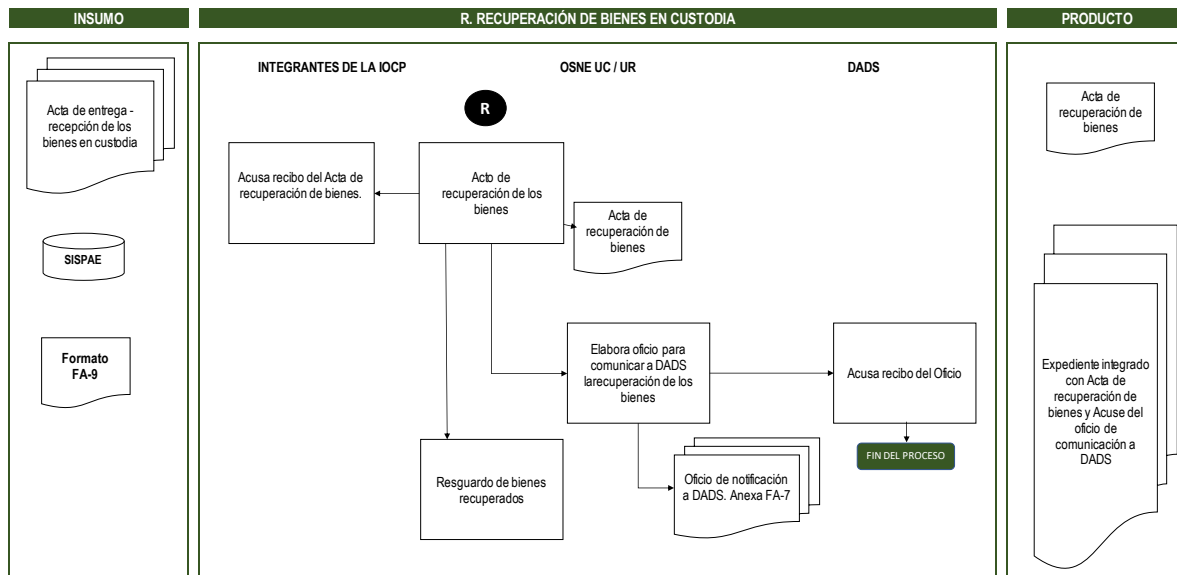 INSUMO
R. RECUPERACIÓN DE BIENES EN CUSTODIA
PRODUCTO
Acta de entrega -
recepción de los
bienes en custodia
SISPAE
Formato
FA-9
INTEGRANTES DE LA IOCP
OSNE UC / UR
DADS
R
Acusa recibo del Acta de
recuperación de bienes.
Acto de
recuperación de los
bienes
Acta de
recuperación de
bienes
Elabora oficio para
comunicar a DADS
larecuperación de los
bienes
Acusa recibo del Oficio
FIN DEL PROCESO
Resguardo de bienes
recuperados
Oficio de notificación
a DADS. Anexa FA-7
Acta de
recuperación de
bienes
Expediente integrado
con Acta de
recuperación de
bienes y Acuse del
oficio de
comunicación a
DADS